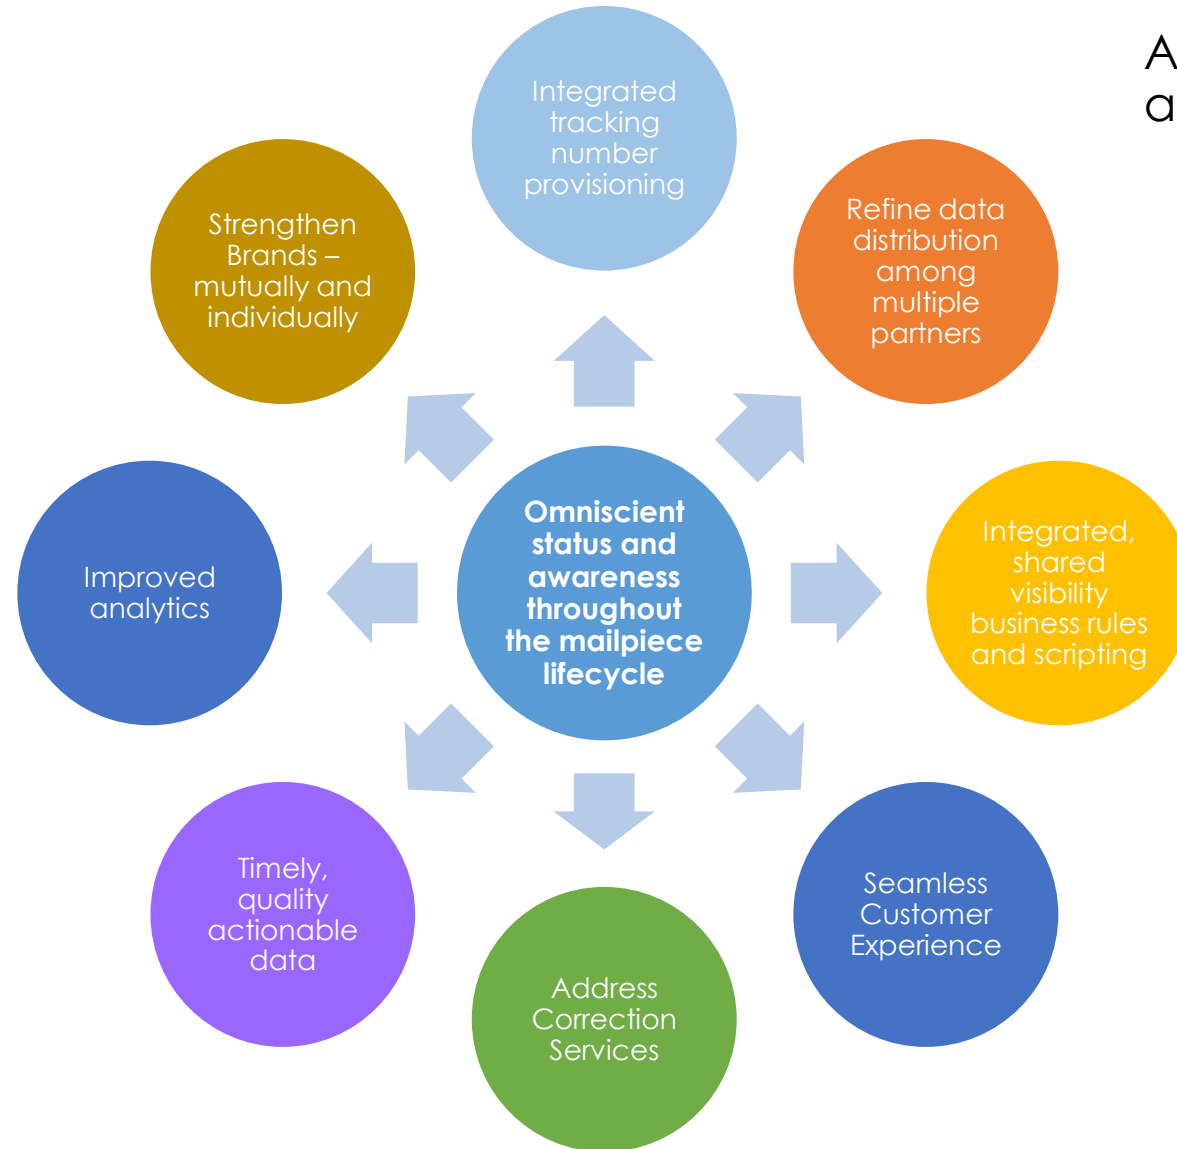 A
a
Integrated
tracking
number
provisioning
Refine data
distribution
among
multiple
partners
Integrated,
shared
visibility
business rules
and scripting
Seamless
Customer
Experience
Address
Correction
Services
Timely,
quality
actionable
data
Improved
analytics
Strengthen
Brands –
mutually and
individually
Omniscient
status and
awareness
throughout
the mailpiece
lifecycle